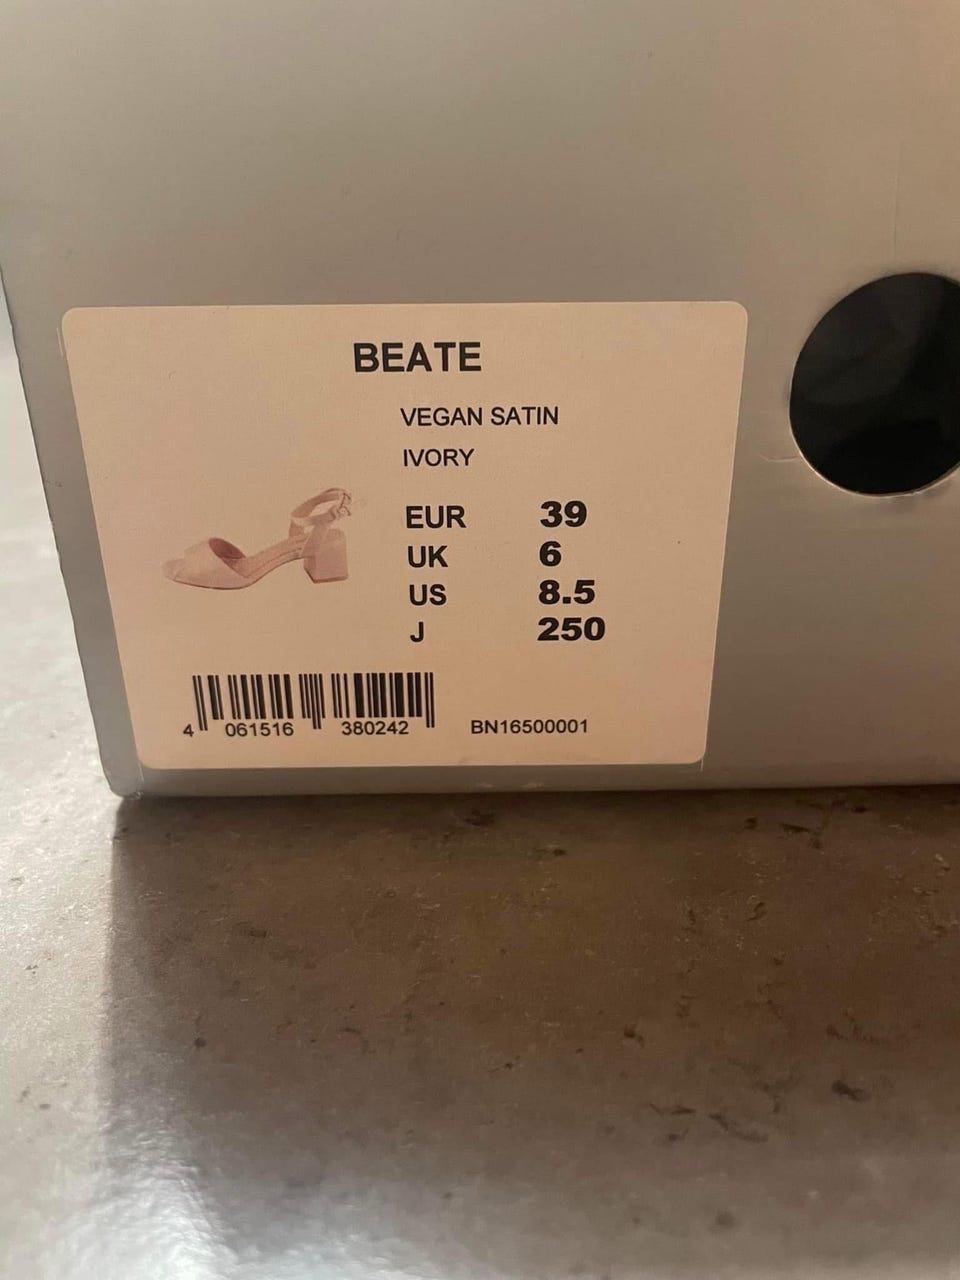 BEATE
VEGAN SATIN
IVORY
EUR 39
UK 6
US 8.5
J 250
4 061516 380242 BN16500001